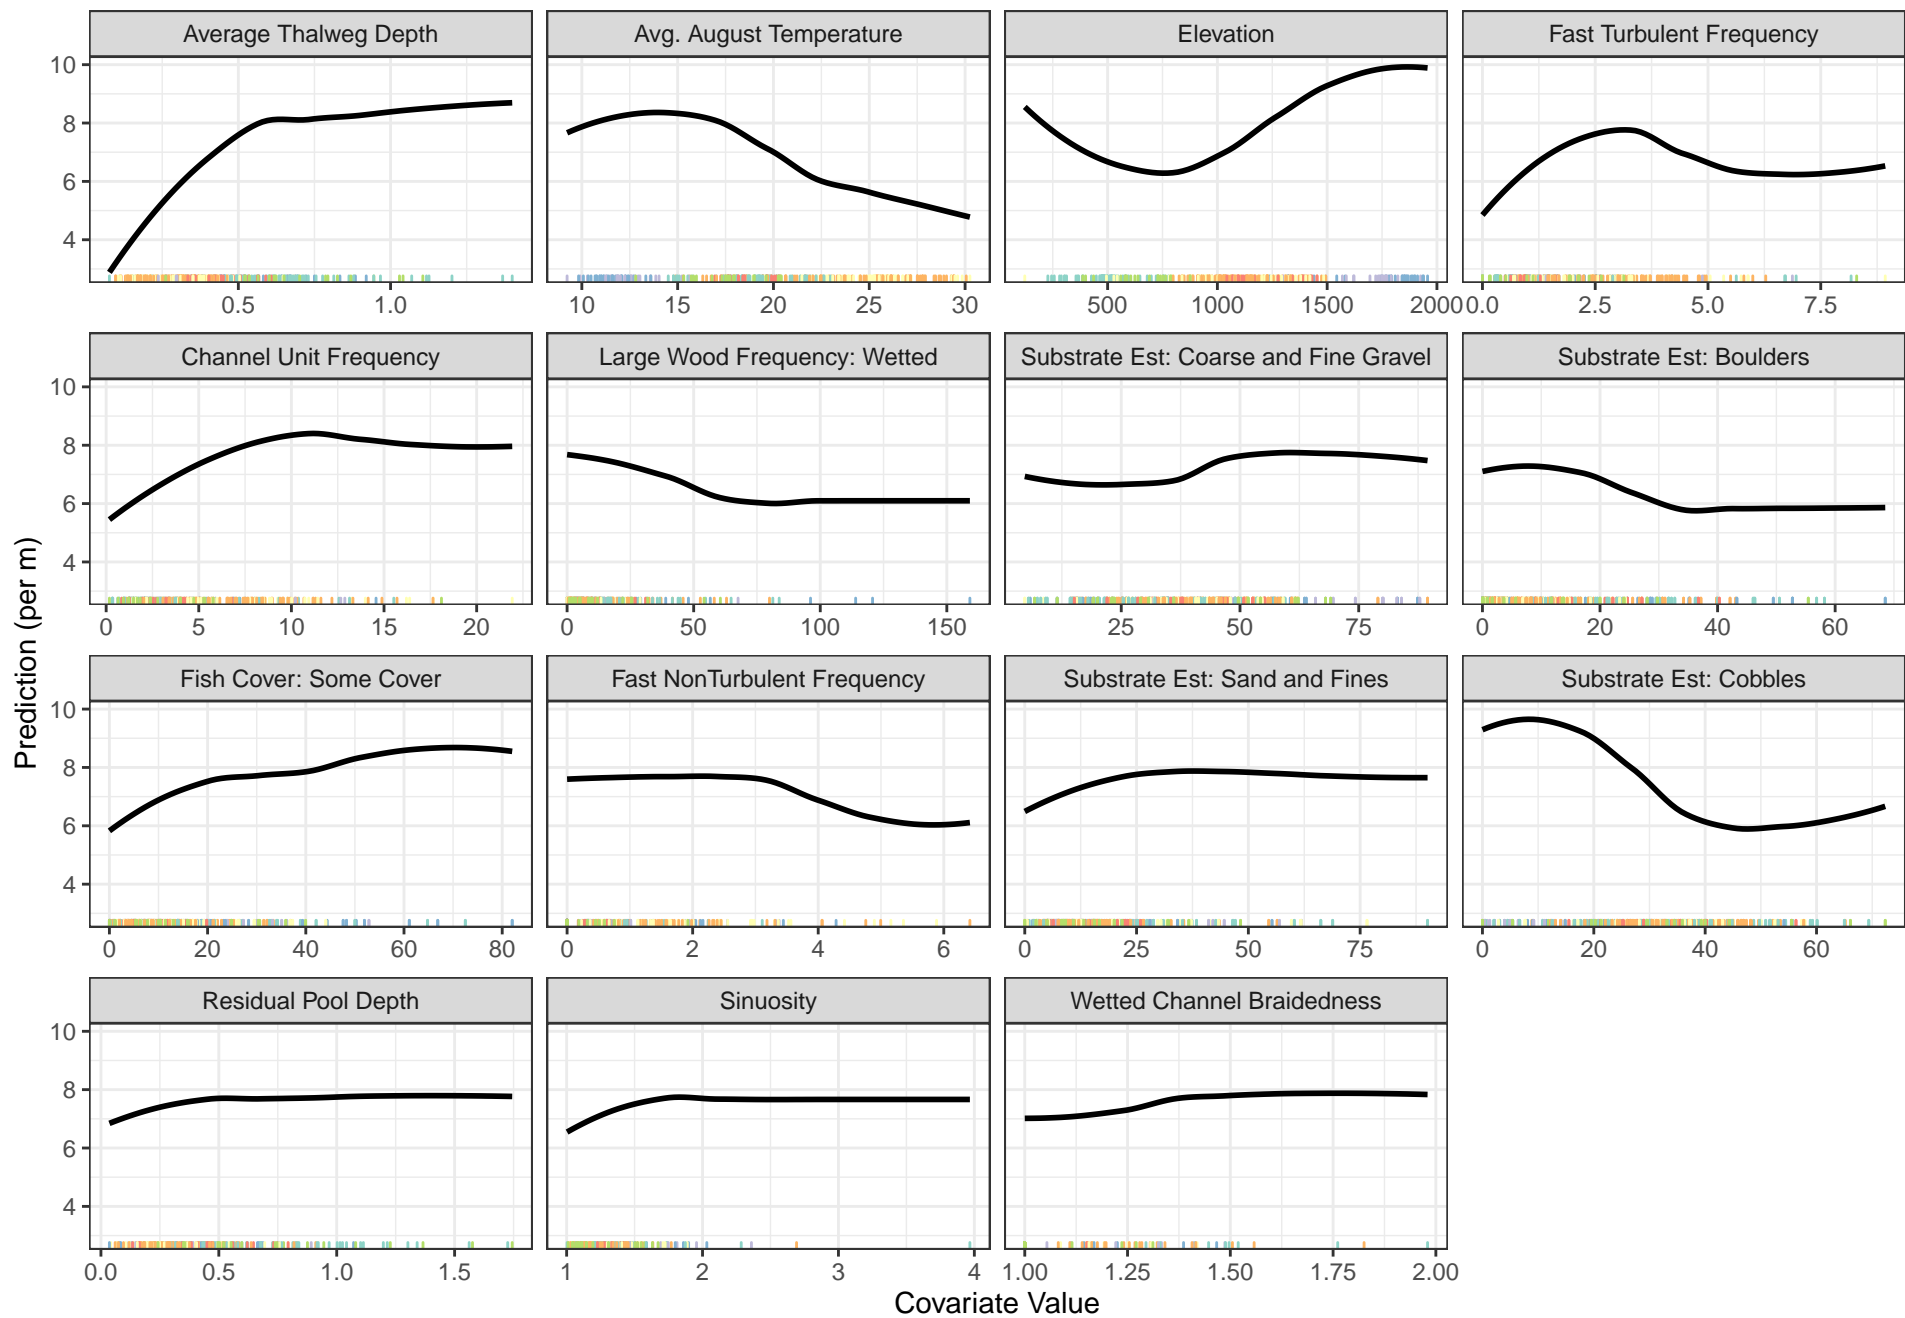 Average Thalweg Depth
Avg. August Temperature
Elevation
Fast Turbulent Frequency
10
8
6
4
0.5 1.0
10 15 20 25 30
500 1000 1500 2000
0.0 2.5 5.0 7.5
Channel Unit Frequency
Large Wood Frequency: Wetted
Substrate Est: Coarse and Fine Gravel
Substrate Est: Boulders
10
8
6
4
0 5 10 15 20
0 50 100 150
25 50 75
0 20 40 60
Prediction (per m)
Fish Cover: Some Cover
Fast NonTurbulent Frequency
Substrate Est: Sand and Fines
Substrate Est: Cobbles
10
8
6
4
0 20 40 60 80
0 2 4 6
0 25 50 75
0 20 40 60
Residual Pool Depth
Sinuosity
Wetted Channel Braidedness
10
8
6
4
0.0 0.5 1.0 1.5
1 2 3 4
1.00 1.25 1.50 1.75 2.00
Covariate Value